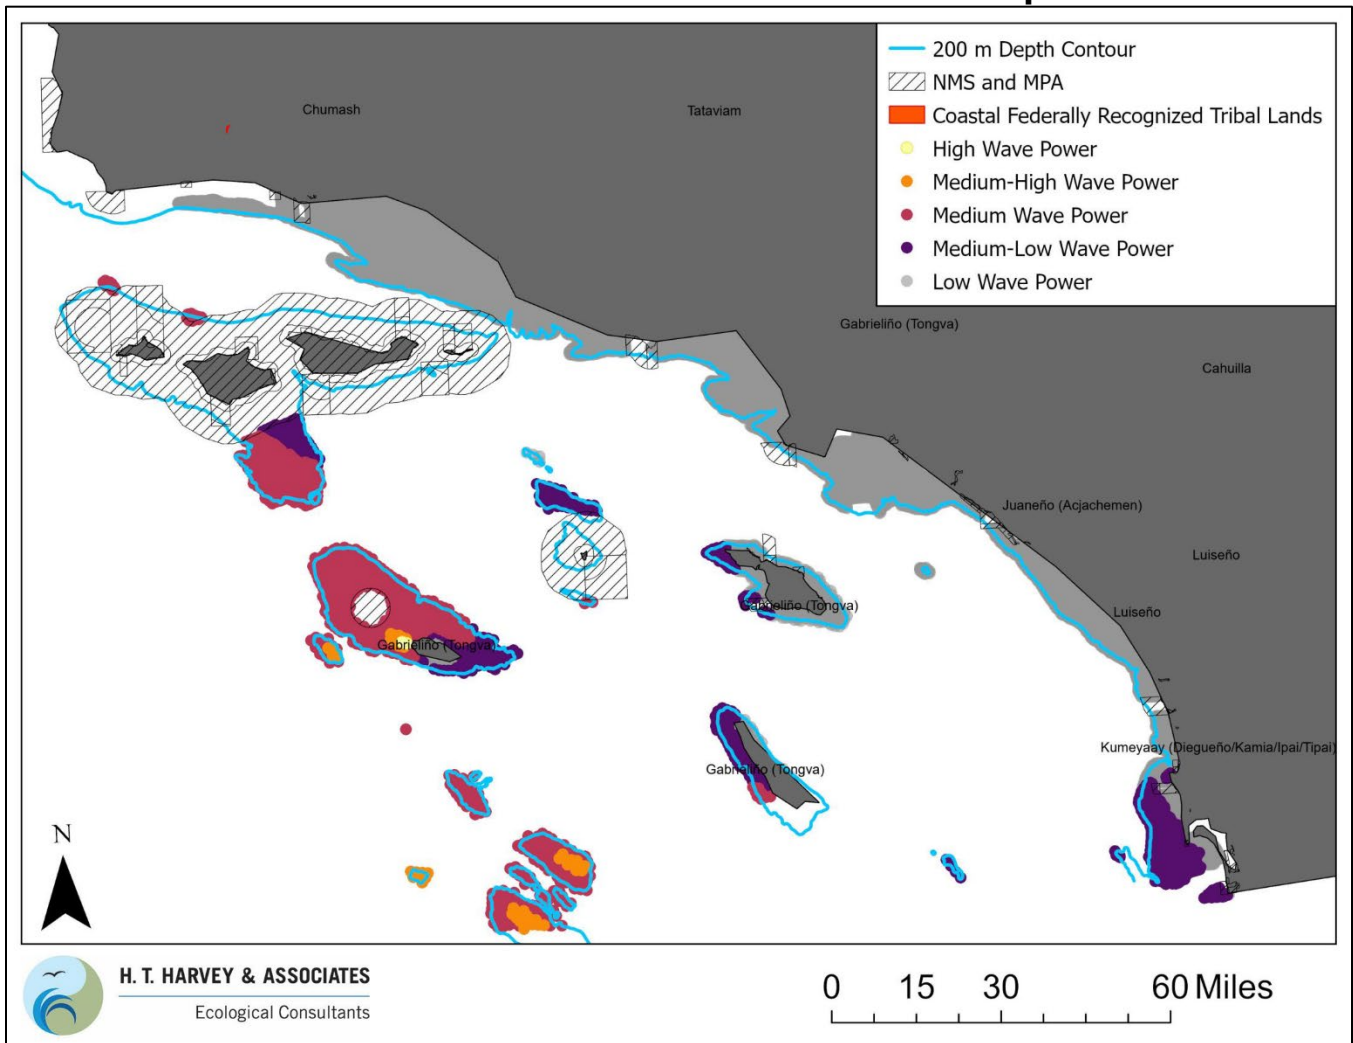 200 m Depth Contour
NMS and MPA
Coastal Federally Recognized Tribal Lands
High Wave Power
Medium-High Wave Power
Medium Wave Power
Medium-Low Wave Power
Low Wave Power
Chumash
Tataviam
Gabrieliño (Tongva)
Cahuilla
Juaneño (Acjachemen)
Luiseño
Gabrieliño (Tongva)
Luiseño
Gabrieliño (Tongva)
Kumeyaay (Diegueño/Kamia/Ipai/Tipai)
Gabrieliño (Tongva)
N
H. T. HARVEY & ASSOCIATES
Ecological Consultants
0 15 30 60 Miles